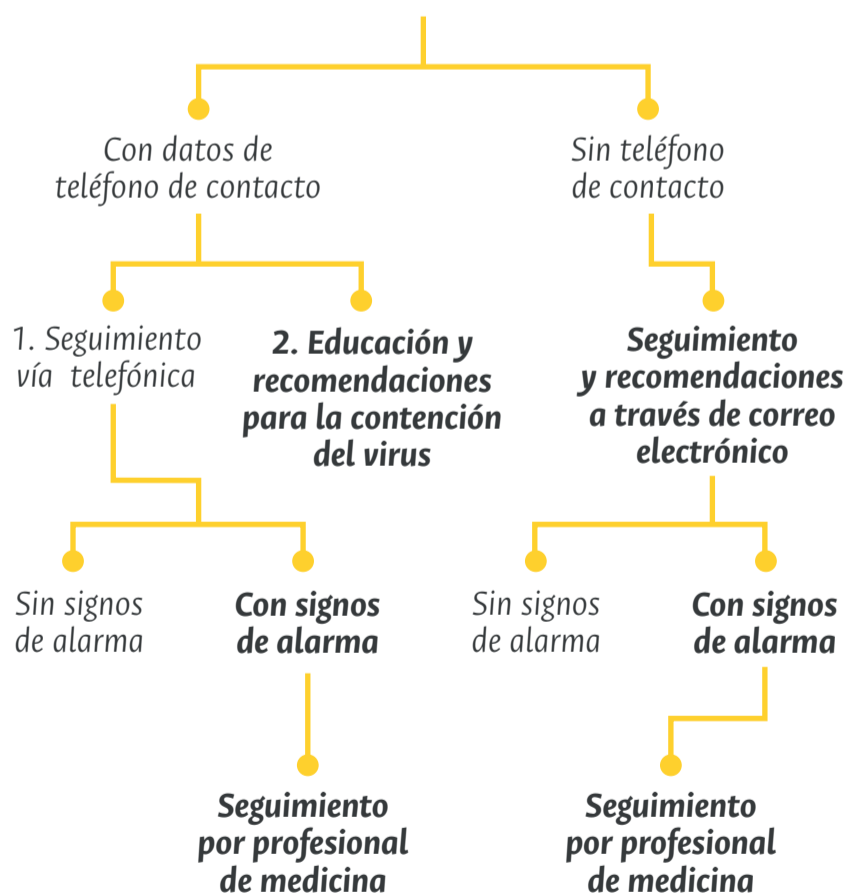 Con datos de
teléfono de contacto
Sin teléfono
de contacto
1. Seguimiento
vía telefónica
2. Educación y
recomendaciones
para la contención
del virus
Seguimiento
y recomendaciones
a través de correo
electrónico
Sin signos
de alarma
Con signos
de alarma
Sin signos
de alarma
Con signos
de alarma
Seguimiento
por profesional
de medicina
Seguimiento
por profesional
de medicina